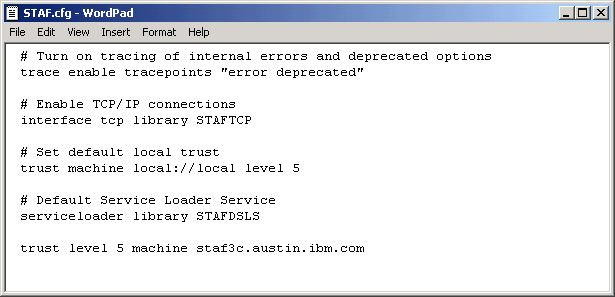 STAF.cfg - WordPad
File Edit View Insert Format Help
# Turn on tracing of internal errors and deprecated options
trace enable tracepoints "error deprecated"
# Enable TCP/IP connections
interface tcp library STAFTCP
# Set default local trust
trust machine local://local level 5
# Default Service Loader Service
serviceloader library STAFDSLS
trust level 5 machine staf3c.austin.ibm.com